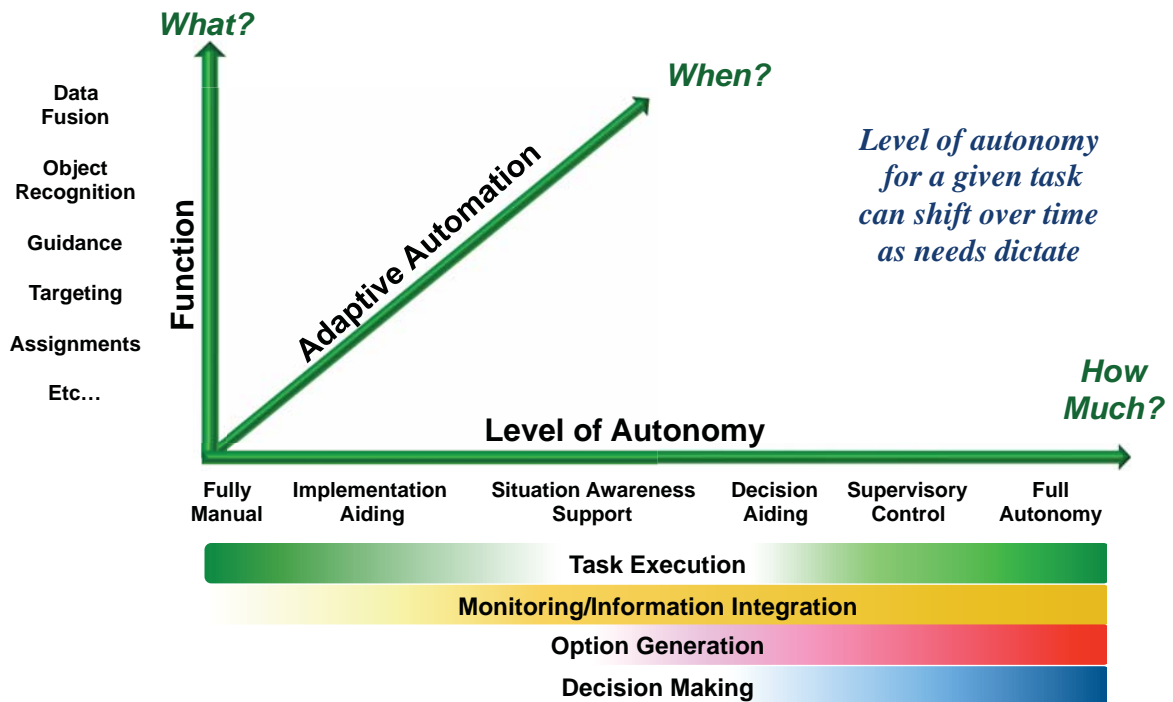 What?
When?
Data
Fusion
Object
Recognition
Guidance
Targeting
Assignments
Etc…
Function
Adaptive Automation
Level of autonomy
for a given task
can shift over time
as needs dictate
How
Much?
Level of Autonomy
Fully
Manual
Implementation
Aiding
Situation Awareness
Support
Decision
Aiding
Supervisory
Control
Full
Autonomy
Task Execution
Monitoring/Information Integration
Option Generation
Decision Making